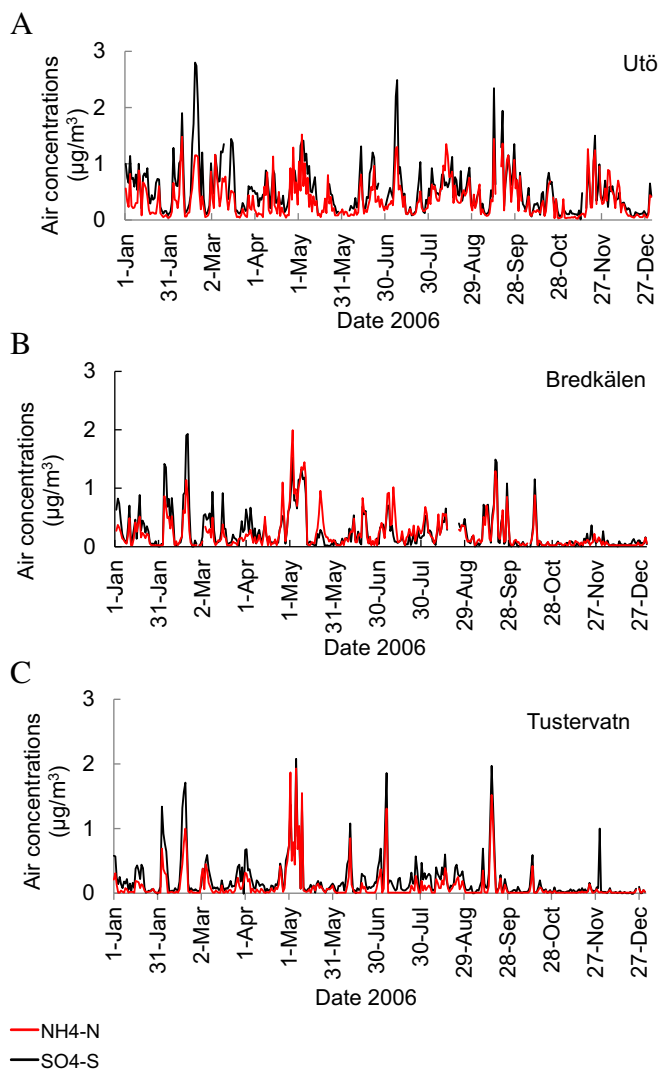 A
Utö
Air concentrations
(µg/m³)
3
2
1
0
1-Jan
31-Jan
2-Mar
1-Apr
1-May
31-May
30-Jun
30-Jul
29-Aug
28-Sep
28-Oct
27-Nov
27-Dec
Date 2006
B
Bredkälen
Air concentrations
(µg/m³)
3
2
1
0
1-Jan
31-Jan
2-Mar
1-Apr
1-May
31-May
30-Jun
30-Jul
29-Aug
28-Sep
28-Oct
27-Nov
27-Dec
Date 2006
C
Tustervatn
Air concentrations
(µg/m³)
3
2
1
0
1-Jan
31-Jan
2-Mar
1-Apr
1-May
31-May
30-Jun
30-Jul
29-Aug
28-Sep
28-Oct
27-Nov
27-Dec
Date 2006
NH4-N
SO4-S